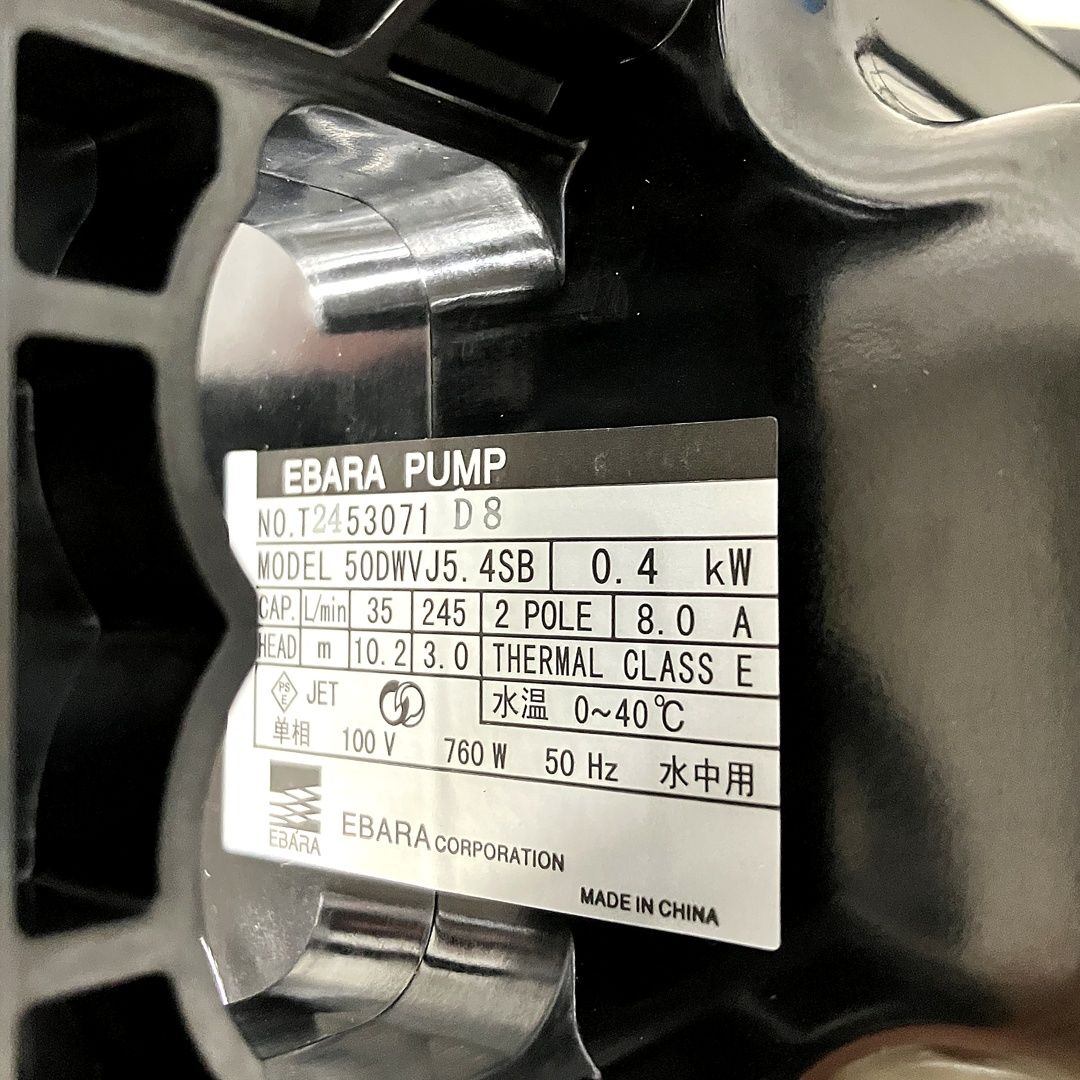 EBARA PUMP
NO.T2453071 D8
MODEL 50DWVJ5.4SB 0.4 kW
CAP. L/min 35 245 2 POLE 8.0 A
HEAD m 10.2 3.0 THERMAL CLASS E
PSE JET 水温 0~40℃
単相 100 V 760 W 50 Hz 水中用
EBARA EBARA CORPORATION
MADE IN CHINA